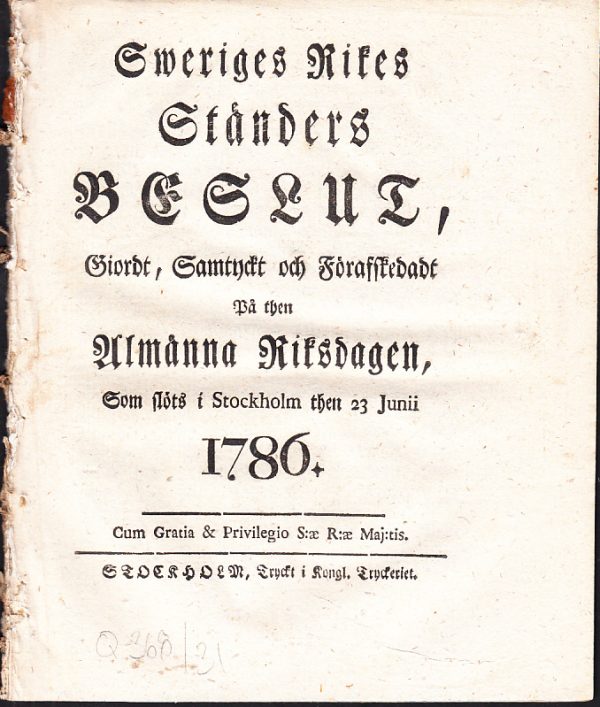 Sweriges Rikes
Ständers
BESLUT,
Giordt, Samtyckt och Förafskedadt
På then
Almänna Riksdagen,
Som slöts i Stockholm then 23 Junii
1786.
Cum Gratia & Privilegio S:æ R:æ Maj:tis.
STOCKHOLM, Tryckt i Kongl. Tryckeriet.